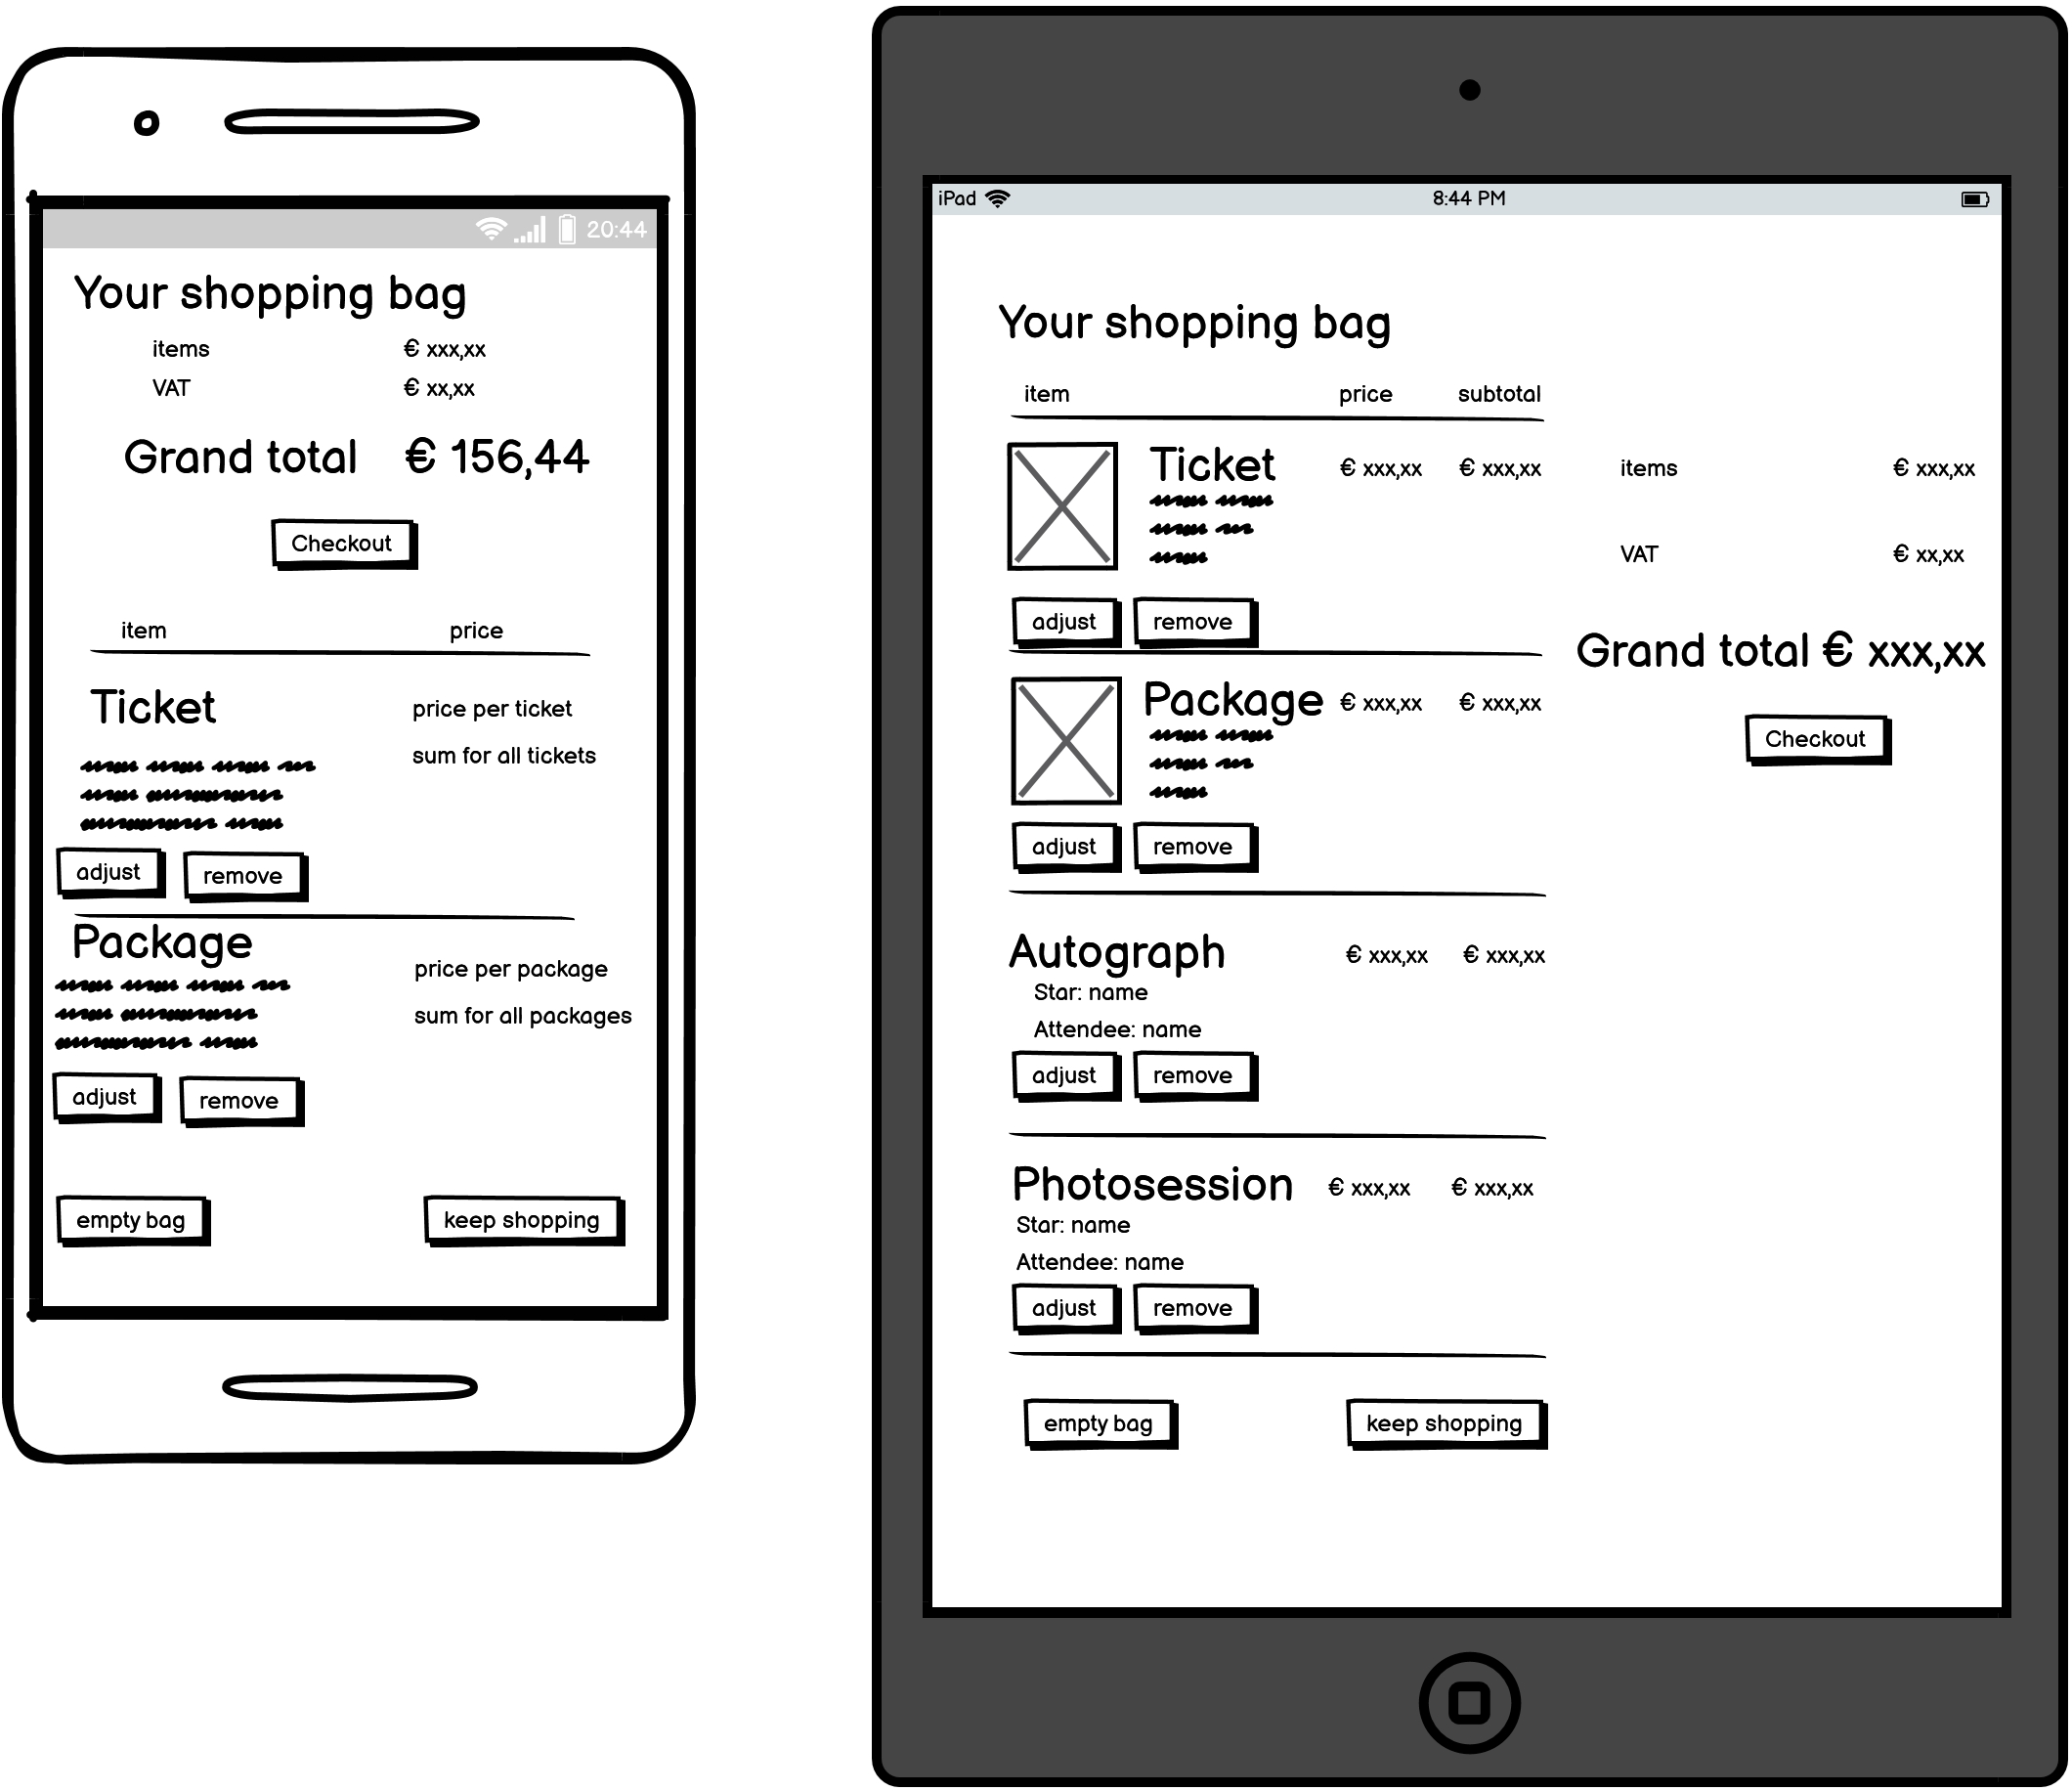 20:44
Your shopping bag
items € xxx,xx
VAT € xx,xx
Grand total € 156,44
Checkout
item price
Ticket price per ticket
sum for all tickets
adjust remove
Package
price per package
sum for all packages
adjust remove
empty bag keep shopping
iPad 8:44 PM
Your shopping bag
item price subtotal
Ticket € xxx,xx € xxx,xx
adjust remove
Package € xxx,xx € xxx,xx
adjust remove
Autograph € xxx,xx € xxx,xx
Star: name
Attendee: name
adjust remove
Photosession € xxx,xx € xxx,xx
Star: name
Attendee: name
adjust remove
empty bag keep shopping
items € xxx,xx
VAT € xx,xx
Grand total € xxx,xx
Checkout